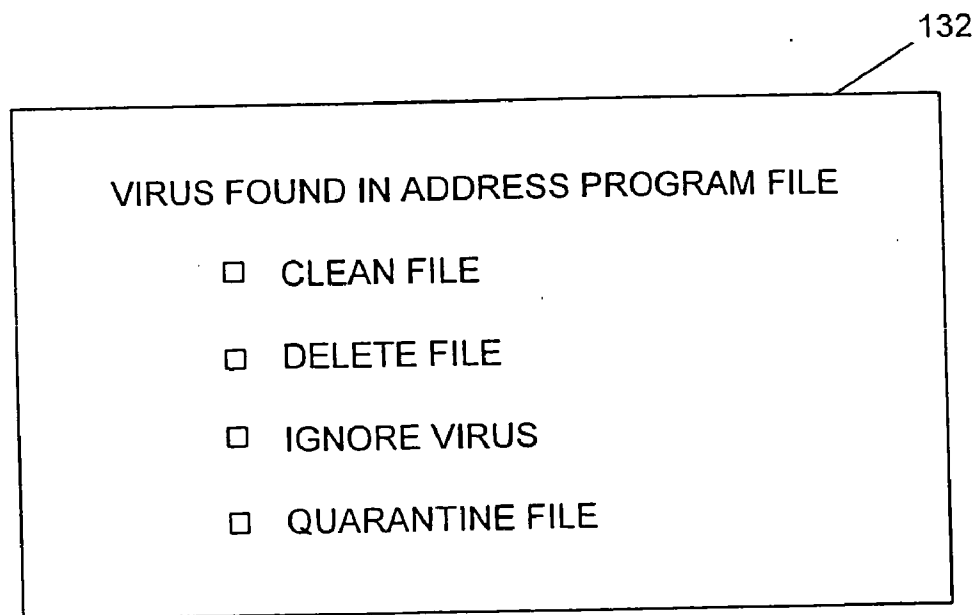 132
VIRUS FOUND IN ADDRESS PROGRAM FILE
CLEAN FILE
DELETE FILE
IGNORE VIRUS
QUARANTINE FILE